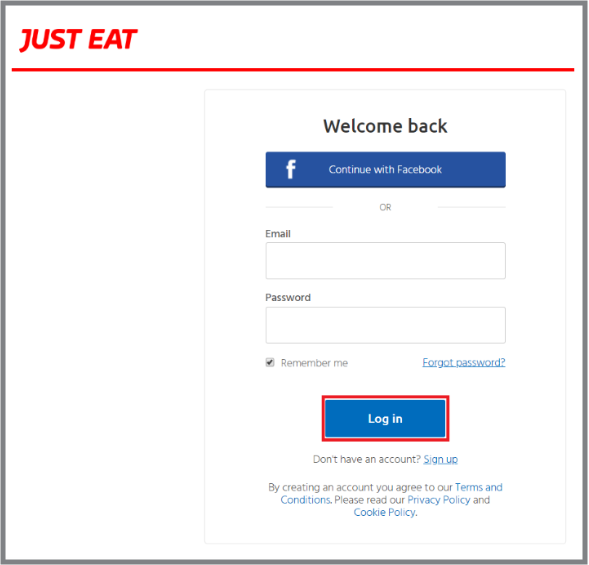 JUST EAT
Welcome back
f
Continue with Facebook
OR
Email
Password
Remember me
Forgot password?
Log in
Don't have an account? Sign up
By creating an account you agree to our Terms and
Conditions. Please read our Privacy Policy and
Cookie Policy.